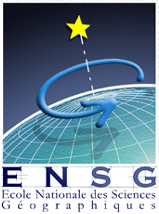 ENSG
Ecole Nationale des Sciences
Géographiques